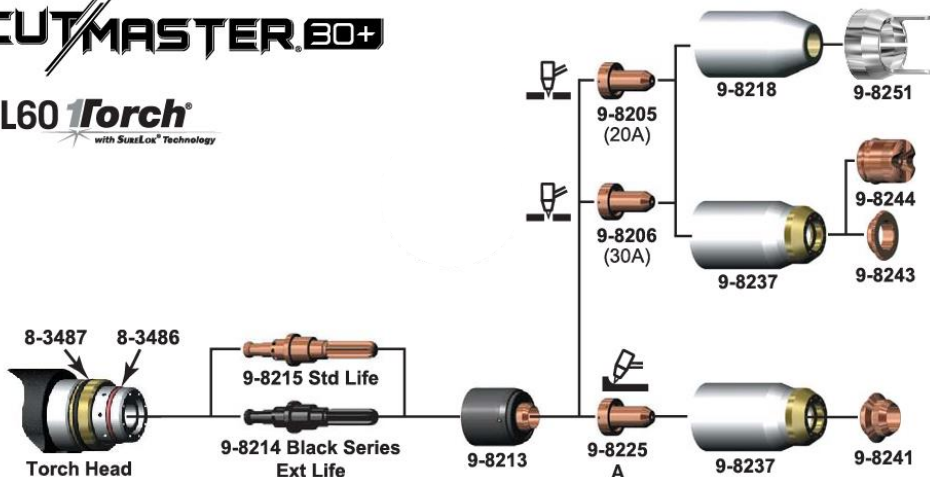 CUTMASTER® 30+
L60 1Torch®
with SureLok® Technology
9-8205
(20A)
9-8218
9-8251
9-8206
(30A)
9-8237
9-8244
9-8243
8-3487
8-3486
Torch Head
9-8215 Std Life
9-8214 Black Series
Ext Life
9-8213
9-8225
A
9-8237
9-8241